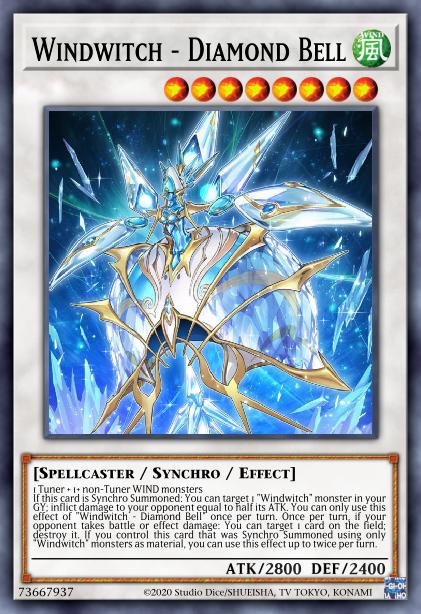 WINDWITCH - DIAMOND BELL
WIND
風
[SPELLCASTER / SYNCHRO / EFFECT]
1 Tuner + 1+ non-Tuner WIND monsters
If this card is Synchro Summoned: You can target 1 "Windwitch" monster in your
GY; inflict damage to your opponent equal to half its ATK. You can only use this
effect of "Windwitch - Diamond Bell" once per turn. Once per turn, if your
opponent takes battle or effect damage: You can target 1 card on the field;
destroy it. If you control this card that was Synchro Summoned using only
"Windwitch" monsters as material, you can use this effect up to twice per turn.
ATK/2800 DEF/2400
73667937
©2020 Studio Dice/SHUEISHA, TV TOKYO, KONAMI